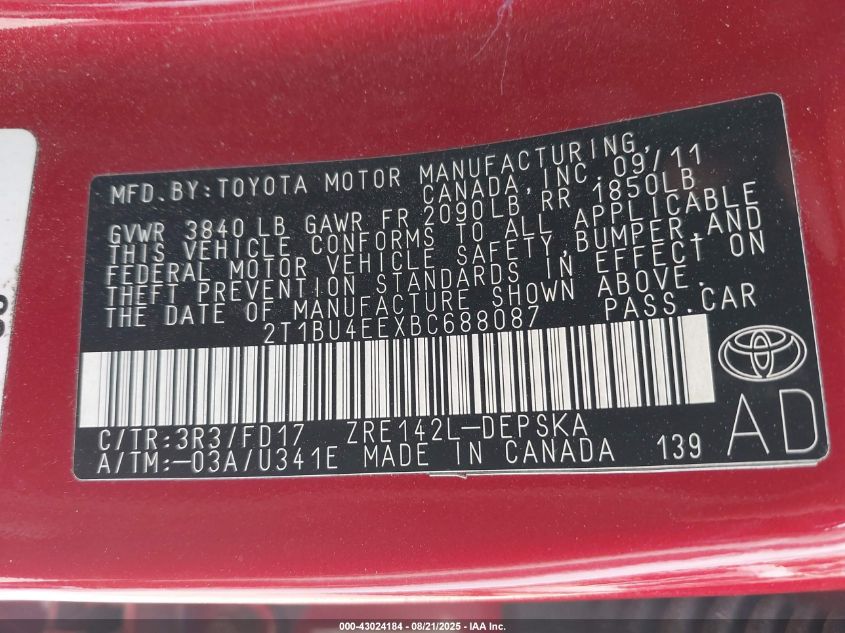 MFD.BY:TOYOTA MOTOR MANUFACTURING,
CANADA, INC. 09/11
GVWR 3840 LB GAWR FR 2090LB RR 1850LB
THIS VEHICLE CONFORMS TO ALL APPLICABLE
FEDERAL MOTOR VEHICLE SAFETY, BUMPER, AND
THEFT PREVENTION STANDARDS IN EFFECT ON
THE DATE OF MANUFACTURE SHOWN ABOVE.
2T1BU4EEXBC688087 PASS.CAR
C/TR:3R3/FD17 ZRE142L-DEPSKA
A/TM:-03A/U341E MADE IN CANADA 139
AD
000-43024184 - 08/21/2025 - IAA Inc.